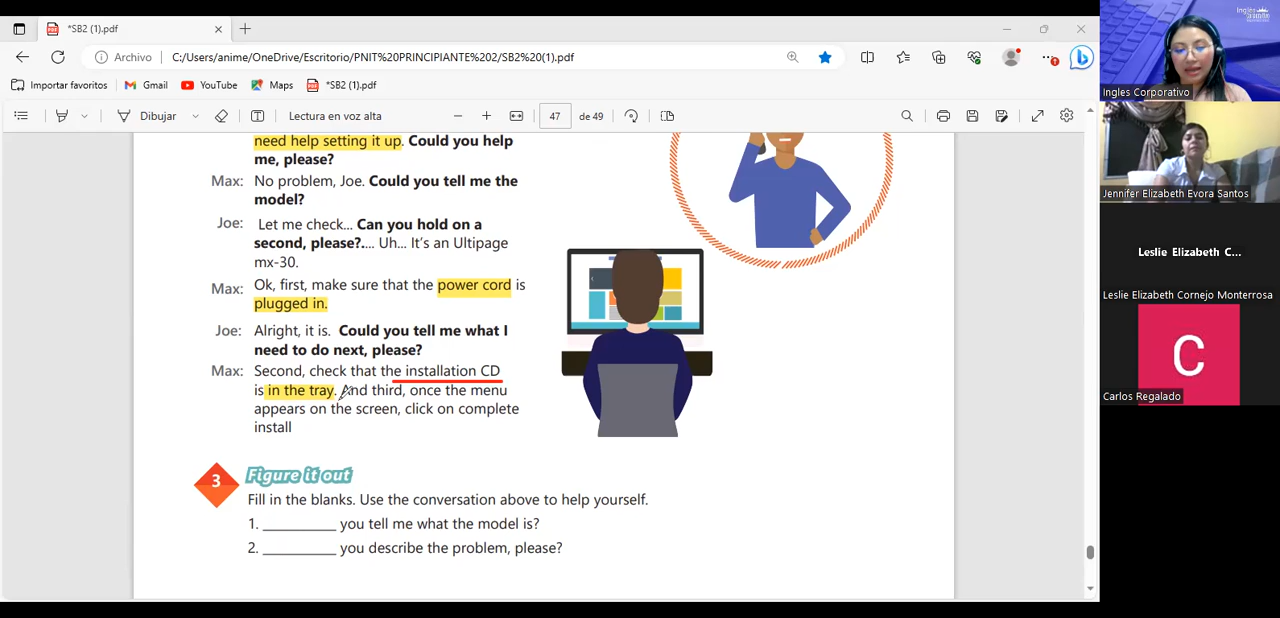 *SB2 (1).pdf
Archivo C:/Users/anime/OneDrive/Escritorio/PNIT%20PRINCIPIANTE%202/SB2%20(1).pdf
Importar favoritos Gmail YouTube Maps *SB2 (1).pdf
Dibujar Lectura en voz alta 47 de 49
need help setting it up. Could you help
me, please?
Max: No problem, Joe. Could you tell me the
model?
Joe: Let me check... Can you hold on a
second, please?.... Uh... It's an Ultipage
mx-30.
Max: Ok, first, make sure that the power cord is
plugged in.
Joe: Alright, it is. Could you tell me what I
need to do next, please?
Max: Second, check that the installation CD
is in the tray. And third, once the menu
appears on the screen, click on complete
install
3 Figure it out
Fill in the blanks. Use the conversation above to help yourself.
1. __________ you tell me what the model is?
2. __________ you describe the problem, please?
Ingles Corporativo
Jennifer Elizabeth Evora Santos
Leslie Elizabeth C...
Leslie Elizabeth Cornejo Monterrosa
C
Carlos Regalado